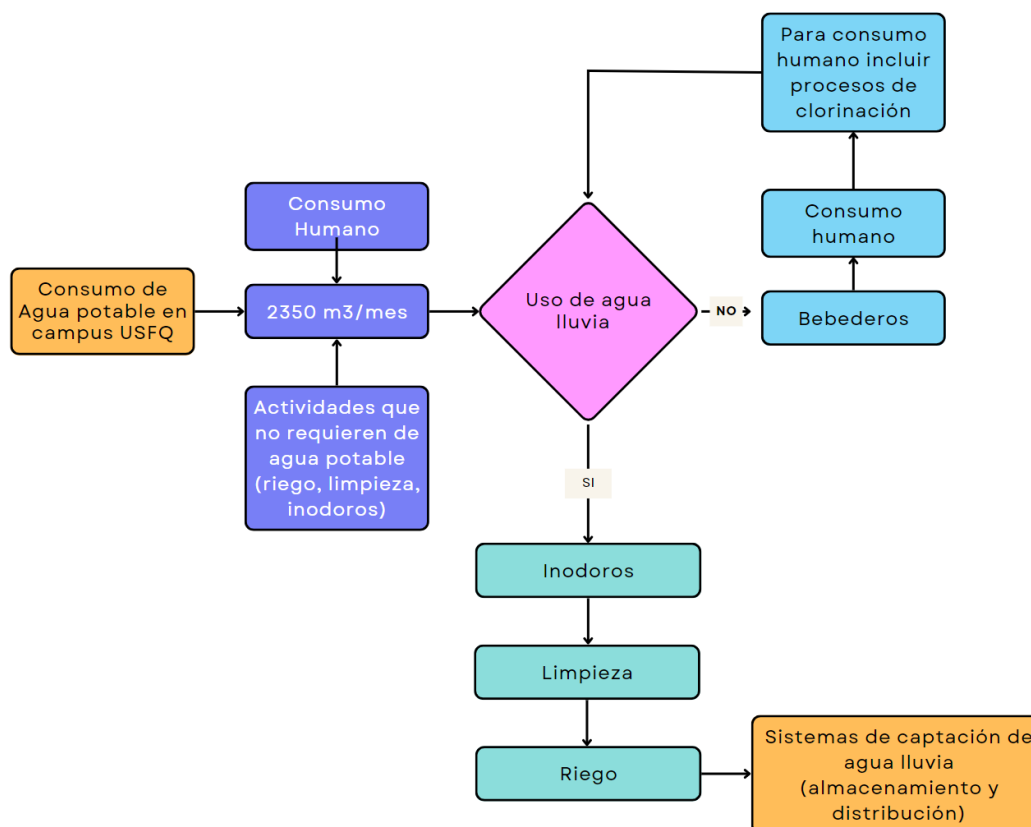 Consumo de
Agua potable en
campus USFQ
Consumo
Humano
2350 m3/mes
Actividades que
no requieren de
agua potable
(riego, limpieza,
inodoros)
Uso de agua
lluvia
NO
Bebederos
Consumo
humano
Para consumo
humano incluir
procesos de
clorinación
SI
Inodoros
Limpieza
Riego
Sistemas de captación de
agua lluvia
(almacenamiento y
distribución)